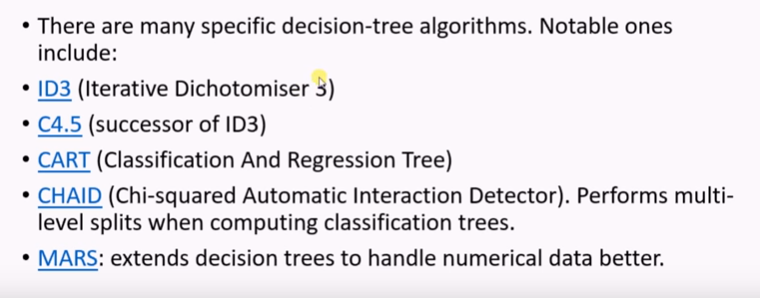 • There are many specific decision-tree algorithms. Notable ones
include:
• ID3 (Iterative Dichotomiser 3)
• C4.5 (successor of ID3)
• CART (Classification And Regression Tree)
• CHAID (Chi-squared Automatic Interaction Detector). Performs multi-
level splits when computing classification trees.
• MARS: extends decision trees to handle numerical data better.